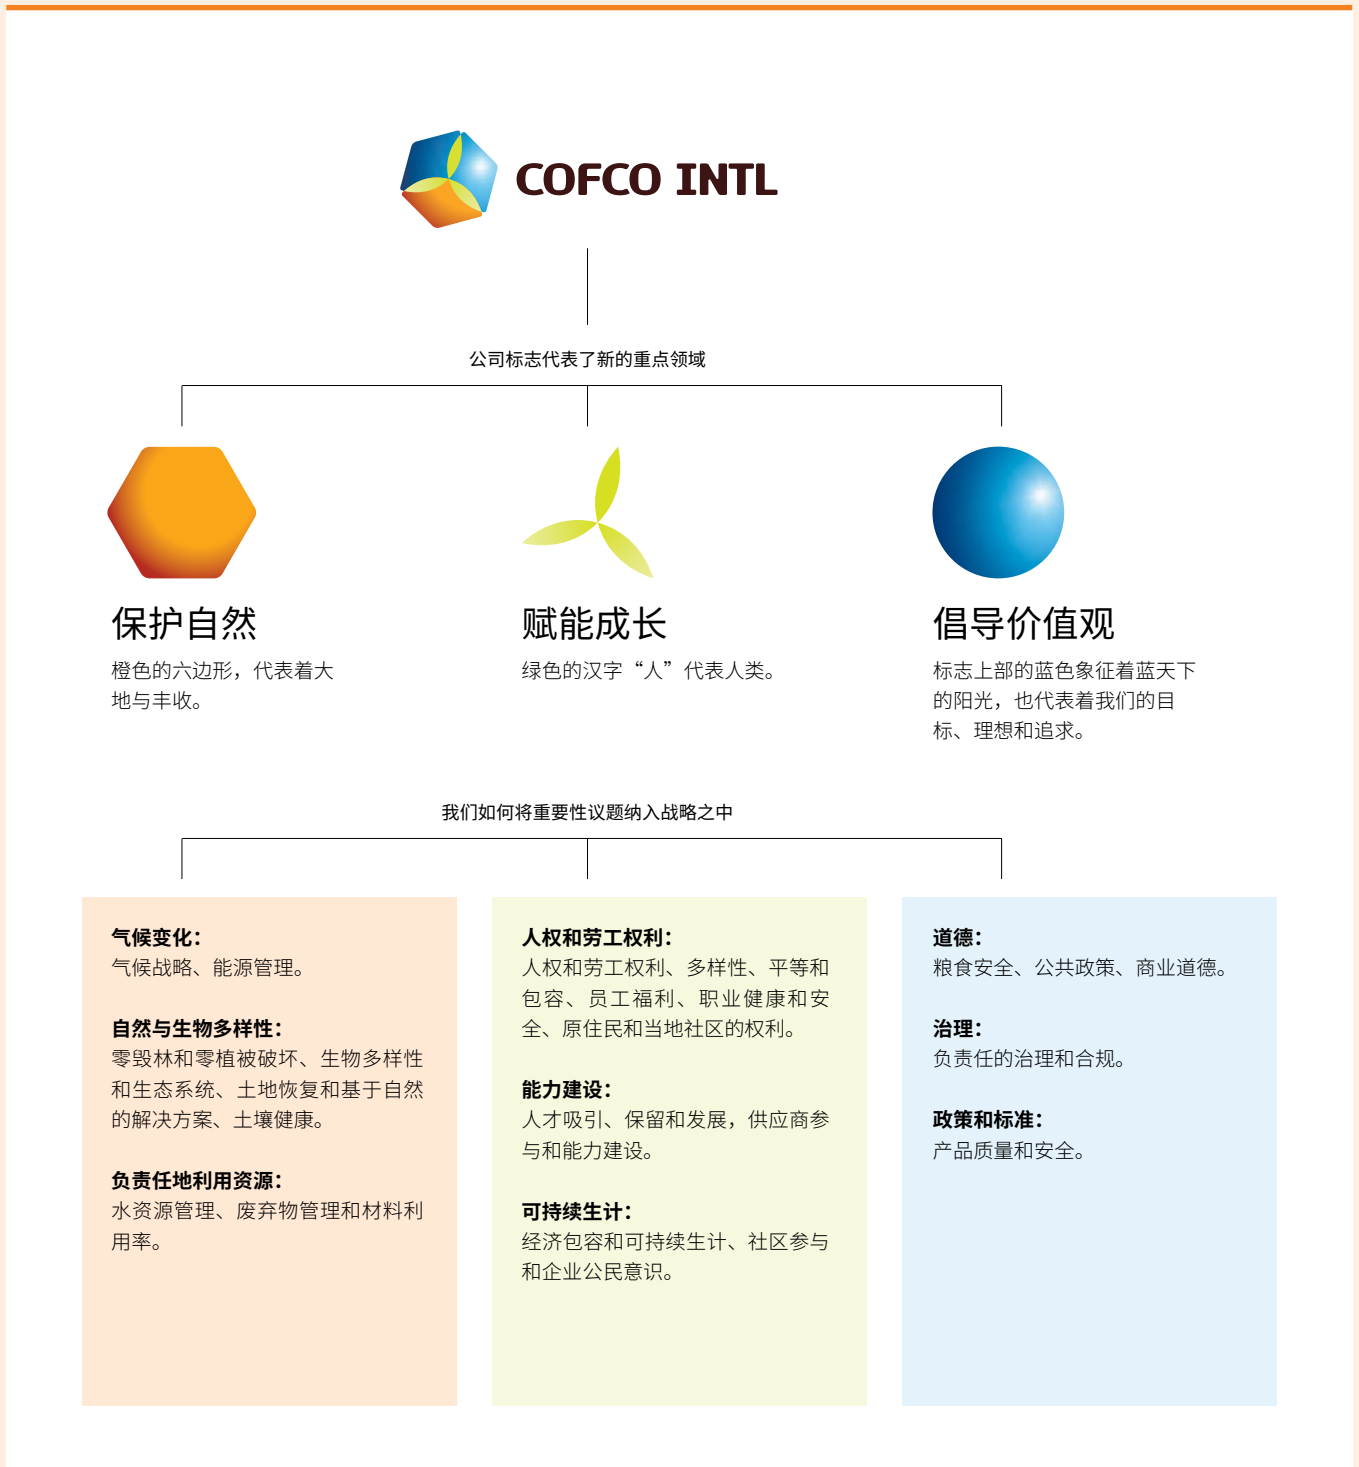 COFCO INTL
公司标志代表了新的重点领域
保护自然
橙色的六边形，代表着大
地与丰收。
赋能成长
绿色的汉字“人”代表人类。
倡导价值观
标志上部的蓝色象征着蓝天下
的阳光，也代表着我们的目
标、理想和追求。
我们如何将重要性议题纳入战略之中
气候变化：
气候战略、能源管理。
自然与生物多样性：
零毁林和零植被破坏、生物多样性
和生态系统、土地恢复和基于自然
的解决方案、土壤健康。
负责任地利用资源：
水资源管理、废弃物管理和材料利
用率。
人权和劳工权利：
人权和劳工权利、多样性、平等和
包容、员工福利、职业健康和安
全、原住民和当地社区的权利。
能力建设：
人才吸引、保留和发展，供应商参
与和能力建设。
可持续生计：
经济包容和可持续生计、社区参与
和企业公民意识。
道德：
粮食安全、公共政策、商业道德。
治理：
负责任的治理和合规。
政策和标准：
产品质量和安全。